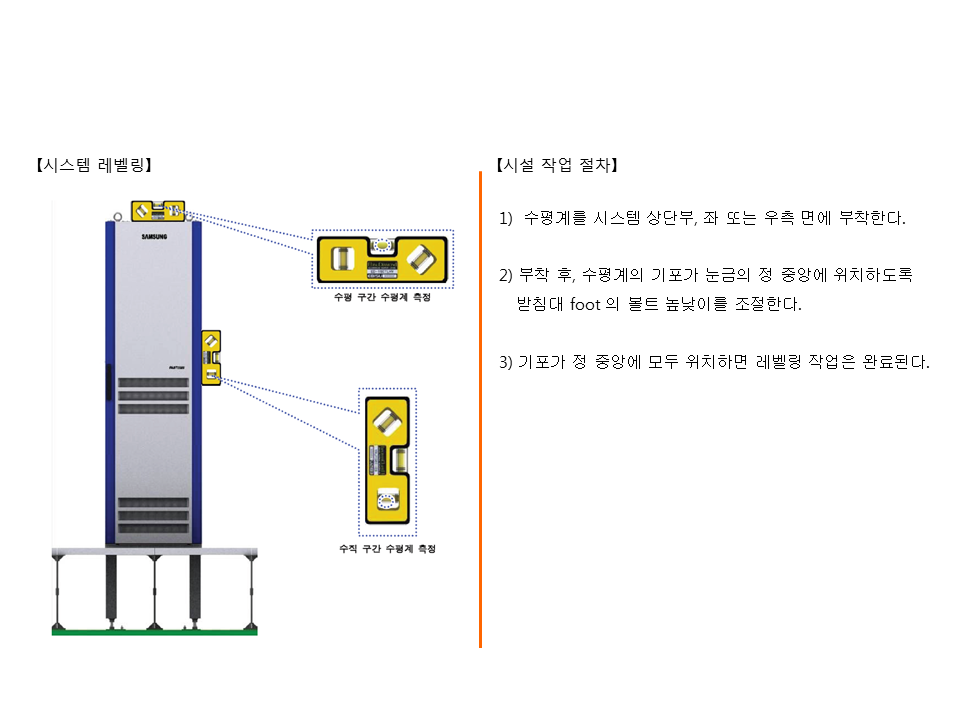 【시스템 레벨링】
SAMSUNG
수평 구간 수평계 측정
수직 구간 수평계 측정
【시설 작업 절차】
1) 수평계를 시스템 상단부, 좌 또는 우측 면에 부착한다.
2) 부착 후, 수평계의 기포가 눈금의 정 중앙에 위치하도록
받침대 foot 의 볼트 높낮이를 조절한다.
3) 기포가 정 중앙에 모두 위치하면 레벨링 작업은 완료된다.